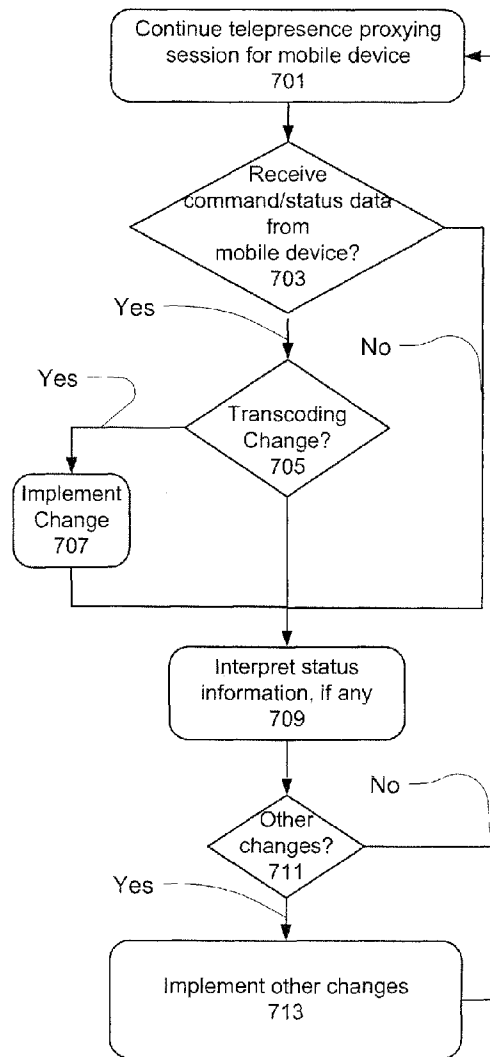 Continue telepresence proxying
session for mobile device
701
Receive
command/status data
from
mobile device?
703
Yes
No
Yes
Transcoding
Change?
705
Implement
Change
707
Interpret status
information, if any
709
No
Other
changes?
711
Yes
Implement other changes
713